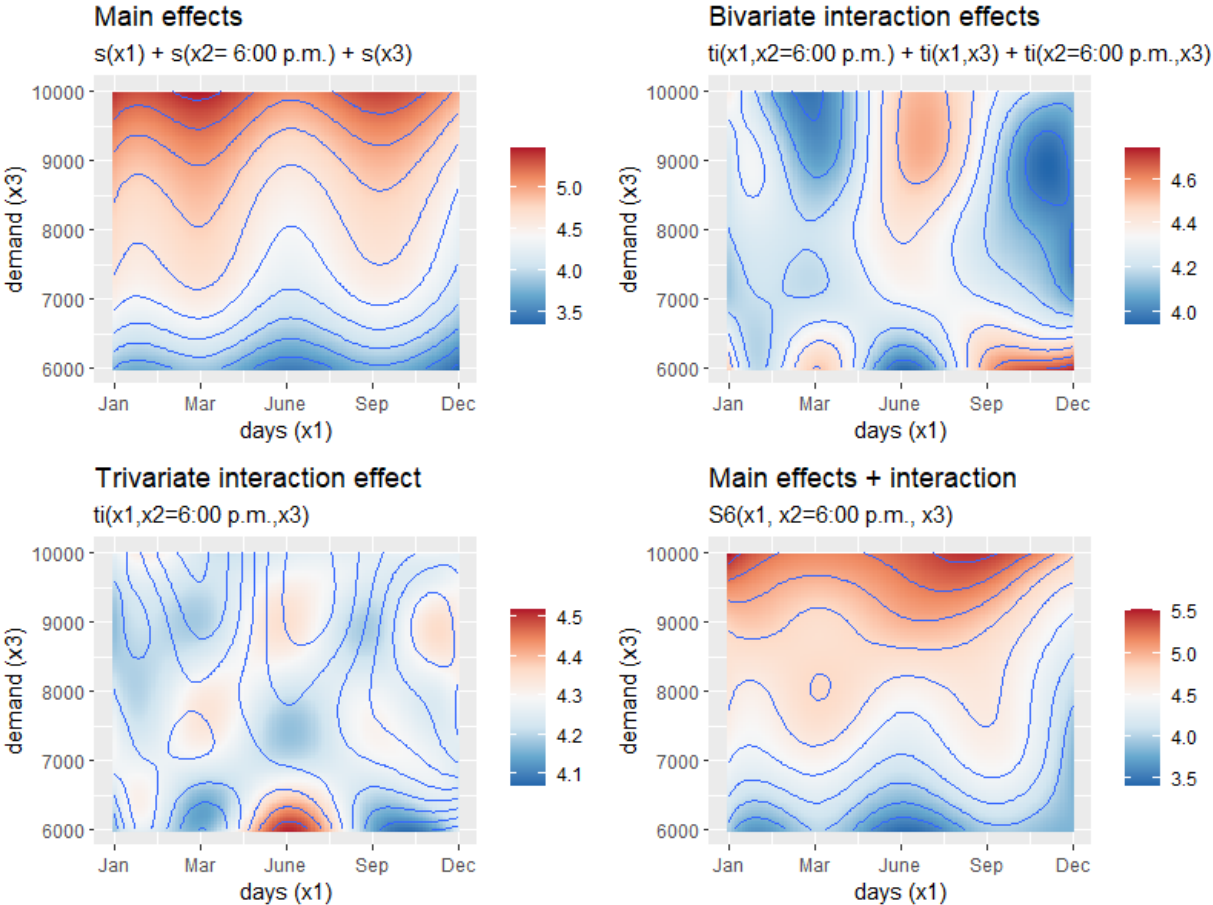 Main effects
s(x1) + s(x2= 6:00 p.m.) + s(x3)
10000
9000
8000
7000
6000
demand (x3)
Jan Mar June Sep Dec
days (x1)
5.0
4.5
4.0
3.5
Bivariate interaction effects
ti(x1,x2=6:00 p.m.) + ti(x1,x3) + ti(x2=6:00 p.m.,x3)
10000
9000
8000
7000
6000
demand (x3)
Jan Mar June Sep Dec
days (x1)
4.6
4.4
4.2
4.0
Trivariate interaction effect
ti(x1,x2=6:00 p.m.,x3)
10000
9000
8000
7000
6000
demand (x3)
Jan Mar June Sep Dec
days (x1)
4.5
4.4
4.3
4.2
4.1
Main effects + interaction
S6(x1, x2=6:00 p.m., x3)
10000
9000
8000
7000
6000
demand (x3)
Jan Mar June Sep Dec
days (x1)
5.5
5.0
4.5
4.0
3.5